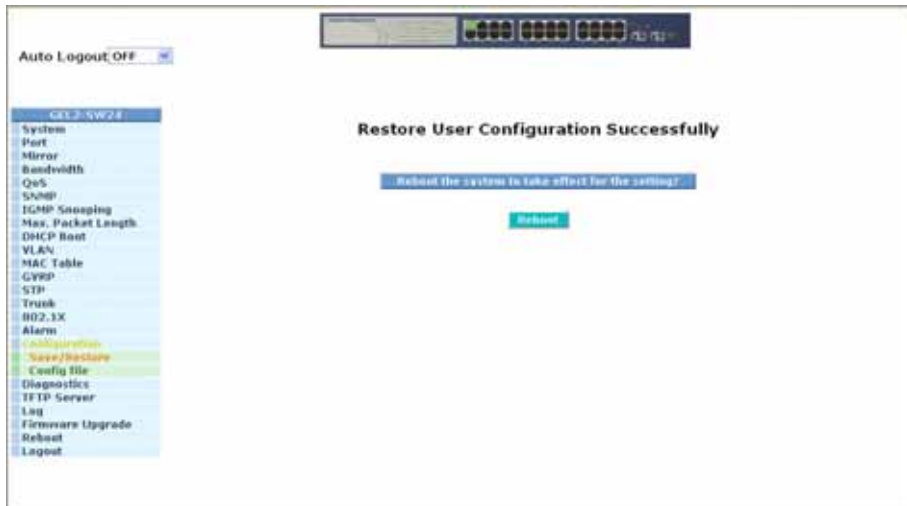 Auto Logout OFF
GEL2-SW24
System
Port
Mirror
Bandwidth
QoS
SNMP
IGMP Snooping
Max. Packet Length
DHCP Boot
VLAN
MAC Table
GVRP
STP
Trunk
802.1X
Alarm
Configuration
Save/Restore
Config file
Diagnostics
TFTP Server
Log
Firmware Upgrade
Reboot
Logout
Restore User Configuration Successfully
Reboot the system to take effect for the setting?
Reboot